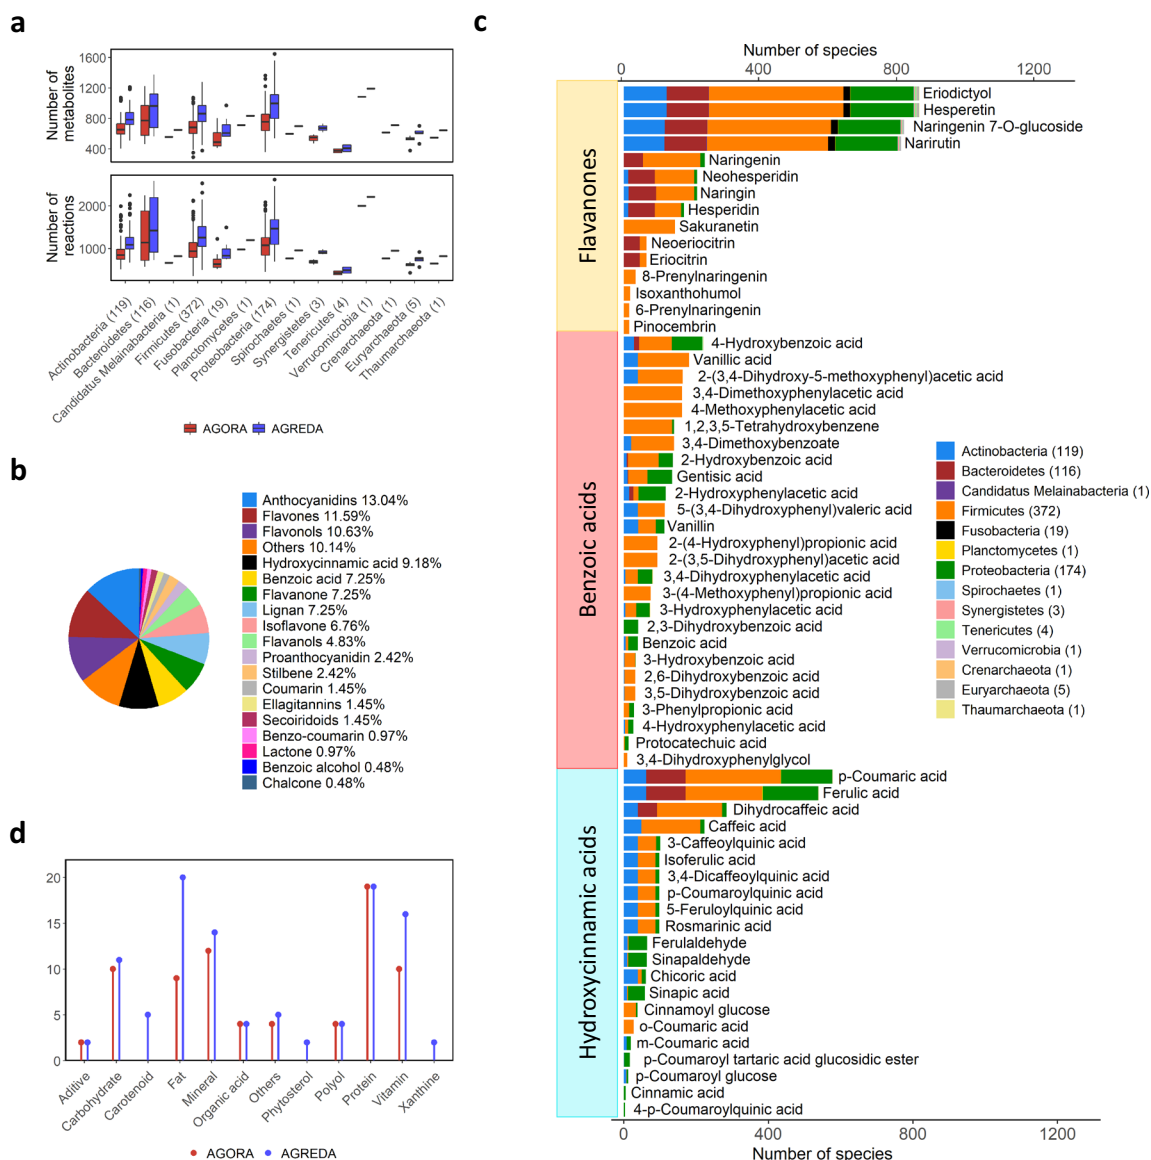 a
Number of
metabolites
1600
1200
800
400
Number of
reactions
2000
1000
Actinobacteria (119)
Bacteroidetes (116)
Candidatus Melainabacteria (1)
Firmicutes (372)
Fusobacteria (19)
Planctomycetes (1)
Proteobacteria (174)
Spirochaetes (1)
Synergistetes (3)
Tenericutes (4)
Verrucomicrobia (1)
Crenarchaeota (1)
Euryarchaeota (5)
Thaumarchaeota (1)
AGORA
AGREDA
b
Anthocyanidins 13.04%
Flavones 11.59%
Flavonols 10.63%
Others 10.14%
Hydroxycinnamic acid 9.18%
Benzoic acid 7.25%
Flavanone 7.25%
Lignan 7.25%
Isoflavone 6.76%
Flavanols 4.83%
Proanthocyanidin 2.42%
Stilbene 2.42%
Coumarin 1.45%
Ellagitannins 1.45%
Secoiridoids 1.45%
Benzo-coumarin 0.97%
Lactone 0.97%
Benzoic alcohol 0.48%
Chalcone 0.48%
d
20
15
10
5
0
Aditive
Carbohydrate
Carotenoid
Fat
Mineral
Organic acid
Others
Phytosterol
Polyol
Protein
Vitamin
Xanthine
AGORA
AGREDA
c
Number of species
0
400
800
1200
Flavanones
Eriodictyol
Hesperetin
Naringenin 7-O-glucoside
Narirutin
Naringenin
Neohesperidin
Naringin
Hesperidin
Sakuranetin
Neoeriocitrin
Eriocitrin
8-Prenylnaringenin
Isoxanthohumol
6-Prenylnaringenin
Pinocembrin
Benzoic acids
4-Hydroxybenzoic acid
Vanillic acid
2-(3,4-Dihydroxy-5-methoxyphenyl)acetic acid
3,4-Dimethoxyphenylacetic acid
4-Methoxyphenylacetic acid
1,2,3,5-Tetrahydroxybenzene
3,4-Dimethoxybenzoate
2-Hydroxybenzoic acid
Gentisic acid
2-Hydroxyphenylacetic acid
5-(3,4-Dihydroxyphenyl)valeric acid
Vanillin
2-(4-Hydroxyphenyl)propionic acid
2-(3,5-Dihydroxyphenyl)acetic acid
3,4-Dihydroxyphenylacetic acid
3-(4-Methoxyphenyl)propionic acid
3-Hydroxyphenylacetic acid
2,3-Dihydroxybenzoic acid
Benzoic acid
3-Hydroxybenzoic acid
2,6-Dihydroxybenzoic acid
3,5-Dihydroxybenzoic acid
3-Phenylpropionic acid
4-Hydroxyphenylacetic acid
Protocatechuic acid
3,4-Dihydroxyphenylglycol
Hydroxycinnamic acids
p-Coumaric acid
Ferulic acid
Dihydrocaffeic acid
Caffeic acid
3-Caffeoylquinic acid
Isoferulic acid
3,4-Dicaffeoylquinic acid
p-Coumaroylquinic acid
5-Feruloylquinic acid
Rosmarinic acid
Ferulaldehyde
Sinapaldehyde
Chicoric acid
Sinapic acid
Cinnamoyl glucose
o-Coumaric acid
m-Coumaric acid
p-Coumaroyl tartaric acid glucosidic ester
p-Coumaroyl glucose
Cinnamic acid
4-p-Coumaroylquinic acid
0
400
800
1200
Number of species
Actinobacteria (119)
Bacteroidetes (116)
Candidatus Melainabacteria (1)
Firmicutes (372)
Fusobacteria (19)
Planctomycetes (1)
Proteobacteria (174)
Spirochaetes (1)
Synergistetes (3)
Tenericutes (4)
Verrucomicrobia (1)
Crenarchaeota (1)
Euryarchaeota (5)
Thaumarchaeota (1)